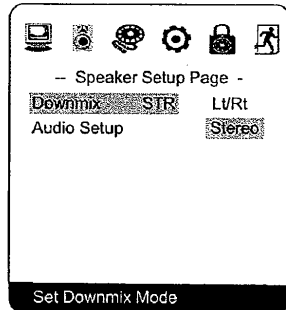 -- Speaker Setup Page -
Downmix STR Lt/Rt
Audio Setup Stereo
Set Downmix Mode